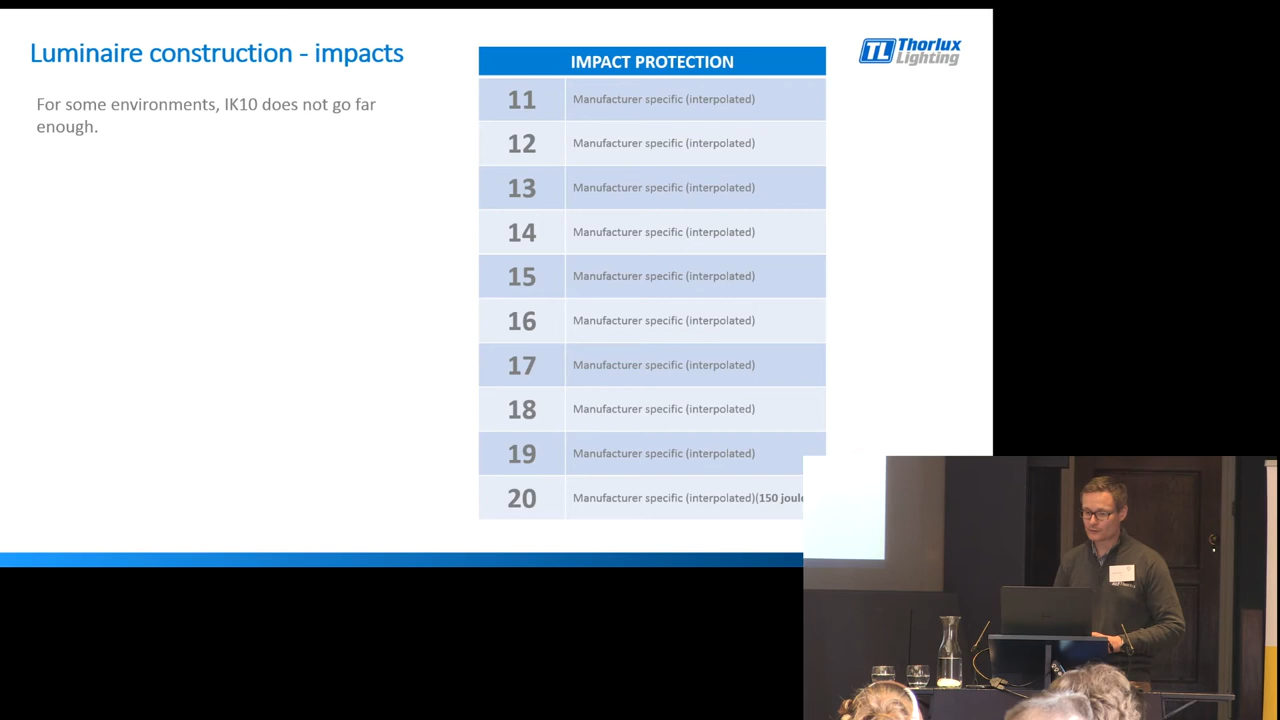 Luminaire construction - impacts
For some environments, IK10 does not go far
enough.
IMPACT PROTECTION
11 Manufacturer specific (interpolated)
12 Manufacturer specific (interpolated)
13 Manufacturer specific (interpolated)
14 Manufacturer specific (interpolated)
15 Manufacturer specific (interpolated)
16 Manufacturer specific (interpolated)
17 Manufacturer specific (interpolated)
18 Manufacturer specific (interpolated)
19 Manufacturer specific (interpolated)
20 Manufacturer specific (interpolated)(150 joule
TL Thorlux
Lighting